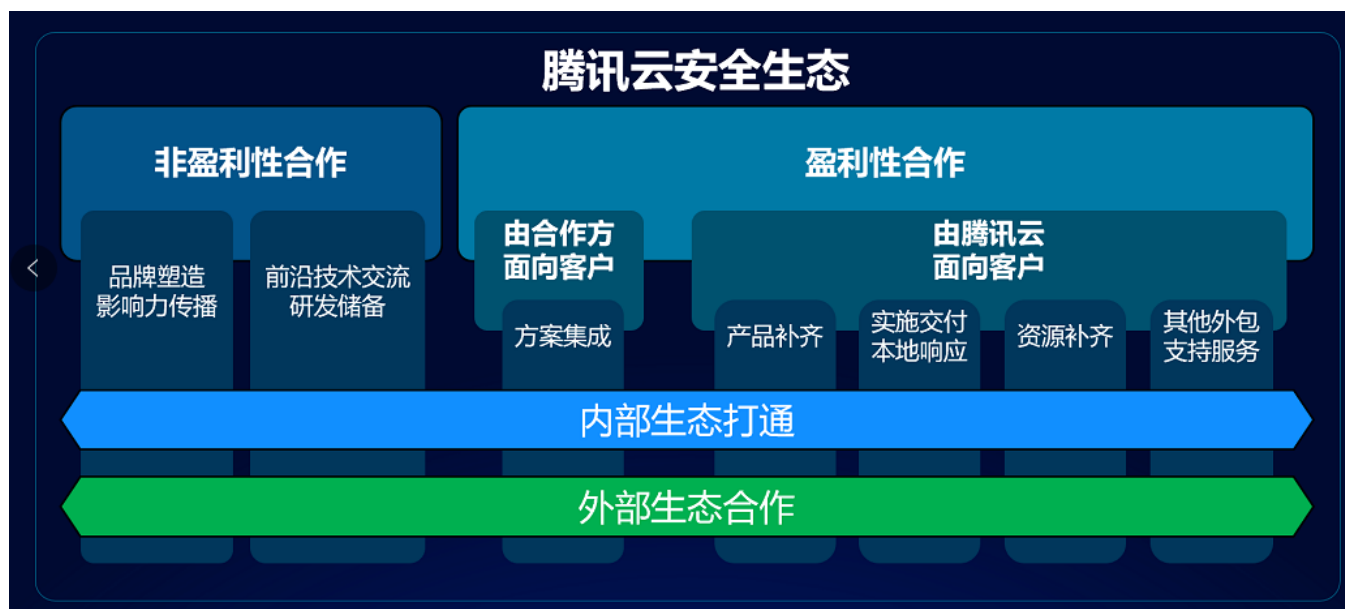 腾讯云安全生态
非盈利性合作
盈利性合作
品牌塑造
影响力传播
前沿技术交流
研发储备
由合作方
面向客户
方案集成
由腾讯云
面向客户
产品补齐
实施交付
本地响应
资源补齐
其他外包
支持服务
内部生态打通
外部生态合作